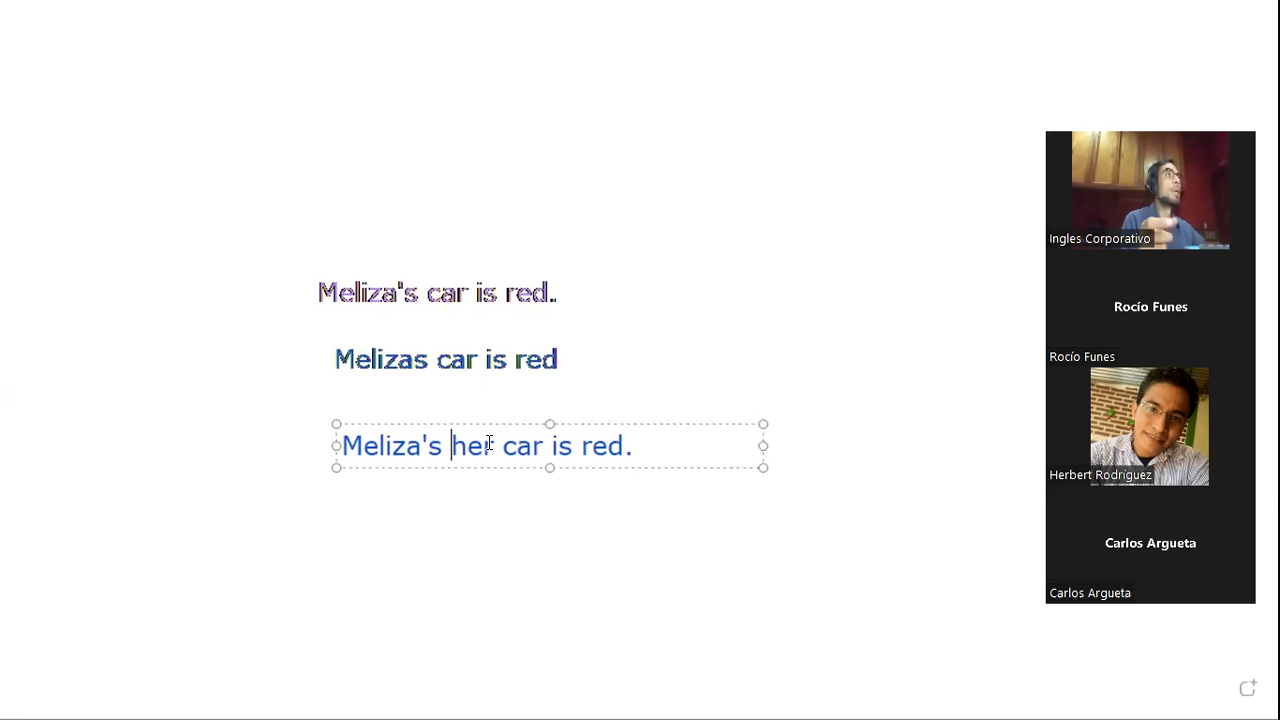 Meliza's car is red..
Melizas car is red
Meliza's her car is red.
Ingles Corporativo
Rocío Funes
Rocío Funes
Herbert Rodríguez
Carlos Argueta
Carlos Argueta